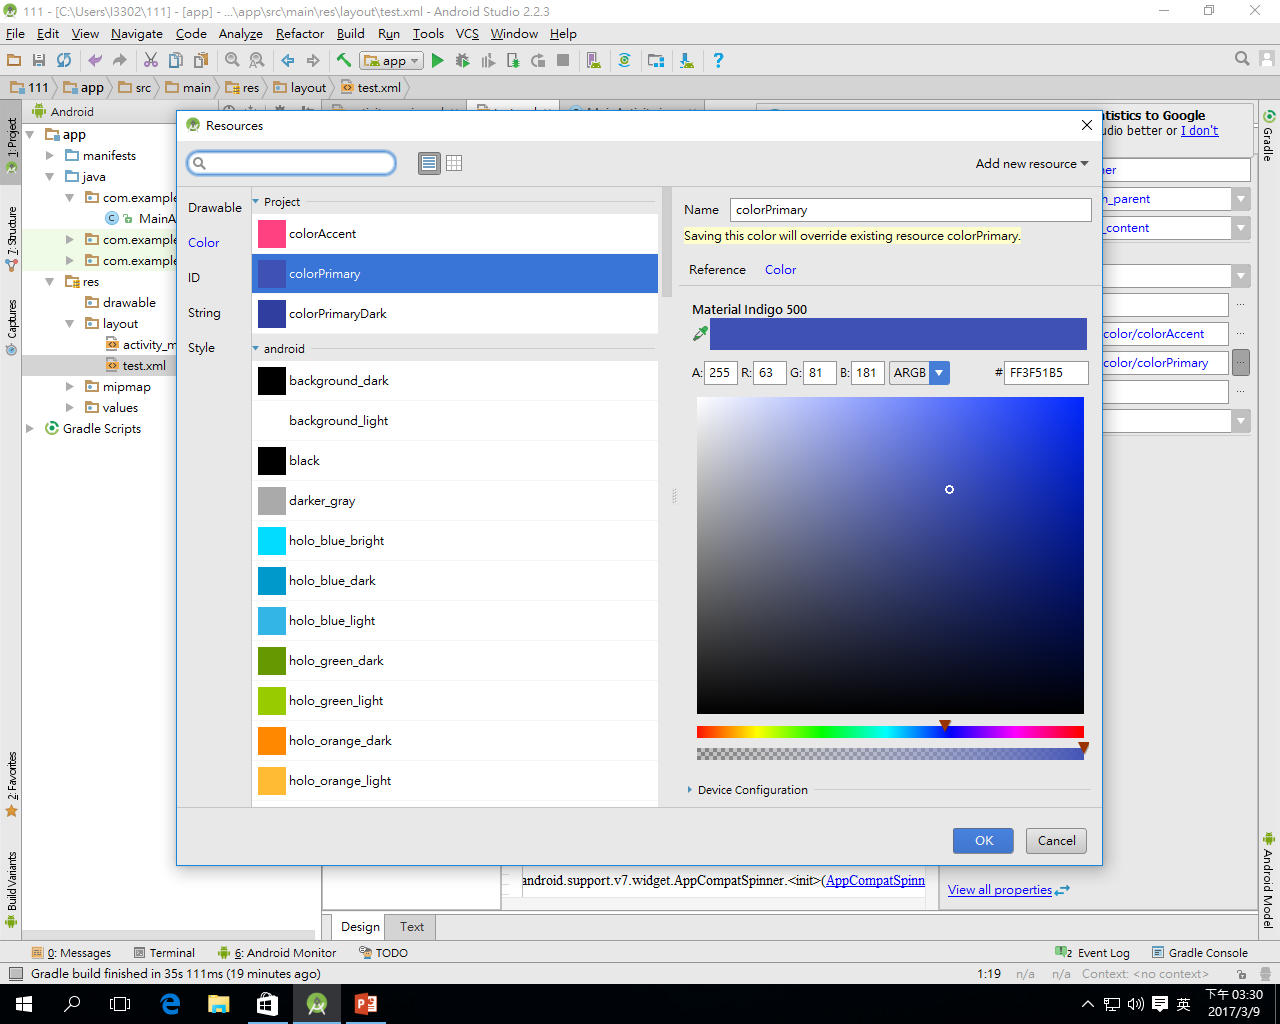 111 - [C:\Users\I3302\111] - [app] - ...\app\src\main\res\layout\test.xml - Android Studio 2.2.3
File Edit View Navigate Code Analyze Refactor Build Run Tools VCS Window Help
app
111 app src main res layout test.xml
Android
1: Project
7: Structure
Captures
2: Favorites
Build Variants
app
manifests
java
com.example
MainA
com.example
com.example
res
drawable
layout
activity_m
test.xml
mipmap
values
Gradle Scripts
Resources
Add new resource
Drawable
Color
ID
String
Style
Project
colorAccent
colorPrimary
colorPrimaryDark
android
background_dark
background_light
black
darker_gray
holo_blue_bright
holo_blue_dark
holo_blue_light
holo_green_dark
holo_green_light
holo_orange_dark
holo_orange_light
Name colorPrimary
Saving this color will override existing resource colorPrimary.
Reference Color
Material Indigo 500
A: 255 R: 63 G: 81 B: 181 ARGB # FF3F51B5
Device Configuration
OK Cancel
tistics to Google
udio better or I don't
ner
h_parent
_content
...
color/colorAccent ...
color/colorPrimary ...
...
Gradle
Android Model
android.support.v7.widget.AppCompatSpinner.<init>(AppCompatSpinn
View all properties
Design Text
0: Messages Terminal 6: Android Monitor TODO 2 Event Log Gradle Console
Gradle build finished in 35s 111ms (19 minutes ago) 1:19 n/a n/a Context: <no context>
英 下午 03:30
2017/3/9